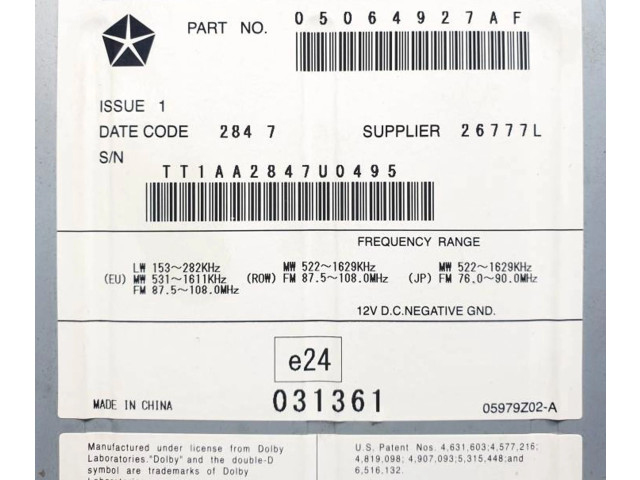 PART NO. 05064927AF
ISSUE 1
DATE CODE 284 7 SUPPLIER 26777L
S/N
TT1AA2847U0495
FREQUENCY RANGE
LW 153~282KHz MW 522~1629KHz MW 522~1629KHz
(EU) MW 531~1611KHz (ROW) FM 87.5~108.0MHz (JP) FM 76.0~90.0MHz
FM 87.5~108.0MHz
12V D.C.NEGATIVE GND.
e24
MADE IN CHINA 031361 05979Z02-A
Manufactured under license from Dolby
Laboratories."Dolby" and the double-D
symbol are trademarks of Dolby
U.S. Patent Nos. 4,631,603;4,577,216;
4,819,098; 4,907,093;5,315,448;and
6,516,132.